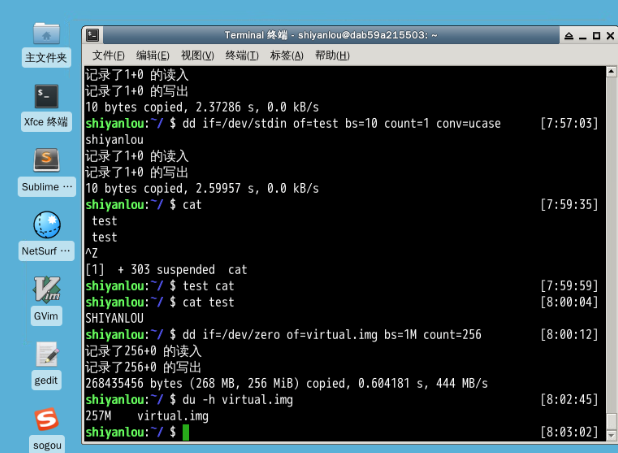 主文件夹
Xfce 终端
Sublime …
NetSurf …
GVim
gedit
sogou
Terminal 终端 - shiyanlou@dab59a215503: ~
文件(F) 编辑(E) 视图(V) 终端(T) 标签(A) 帮助(H)
记录了1+0 的读入
记录了1+0 的写出
10 bytes copied, 2.37286 s, 0.0 kB/s
shiyanlou:~/ $ dd if=/dev/stdin of=test bs=10 count=1 conv=ucase [7:57:03]
shiyanlou
记录了1+0 的读入
记录了1+0 的写出
10 bytes copied, 2.59957 s, 0.0 kB/s
shiyanlou:~/ $ cat [7:59:35]
test
test
^Z
[1] + 303 suspended cat
shiyanlou:~/ $ test cat [7:59:59]
shiyanlou:~/ $ cat test [8:00:04]
SHIYANLOU
shiyanlou:~/ $ dd if=/dev/zero of=virtual.img bs=1M count=256 [8:00:12]
记录了256+0 的读入
记录了256+0 的写出
268435456 bytes (268 MB, 256 MiB) copied, 0.604181 s, 444 MB/s
shiyanlou:~/ $ du -h virtual.img [8:02:45]
257M virtual.img
shiyanlou:~/ $ [8:03:02]